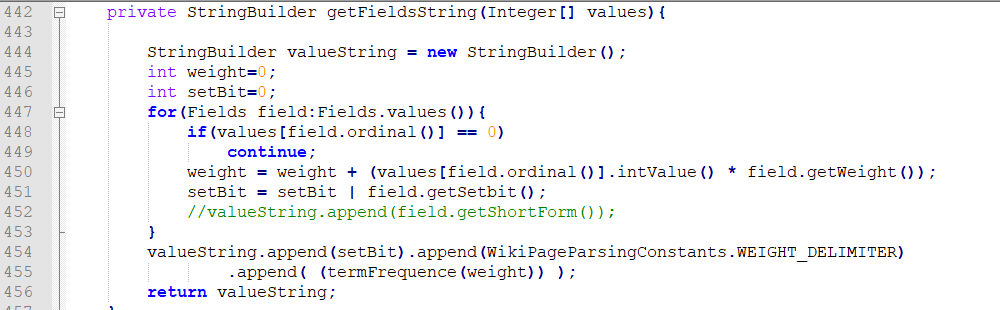 442 private StringBuilder getFieldsString(Integer[] values){
443
444 StringBuilder valueString = new StringBuilder();
445 int weight=0;
446 int setBit=0;
447 for(Fields field:Fields.values()){
448 if(values[field.ordinal()] == 0)
449 continue;
450 weight = weight + (values[field.ordinal()].intValue() * field.getWeight());
451 setBit = setBit | field.getSetbit();
452 //valueString.append(field.getShortForm());
453 }
454 valueString.append(setBit).append(WikiPageParsingConstants.WEIGHT_DELIMITER)
455 .append( (termFrequence(weight)) );
456 return valueString;